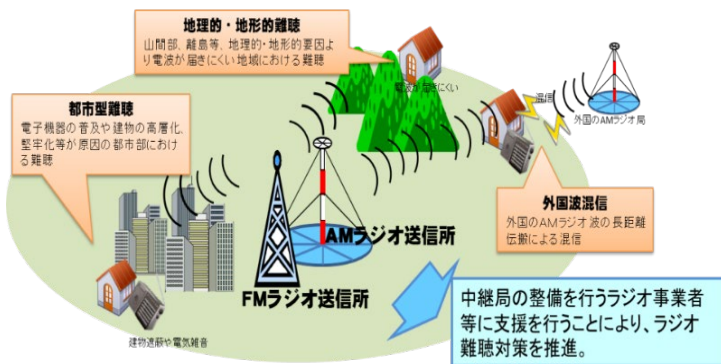 地理的・地形的難聴
山間部、離島等、地理的・地形的要因よ
り電波が届きにくい地域における難聴
電波が届きにくい
混信
外国のAMラジオ局
都市型難聴
電子機器の普及や建物の高層化、
堅牢化等が原因の都市部におけ
る難聴
外国波混信
外国のAMラジオ波の長距離
伝搬による混信
AMラジオ送信所
FMラジオ送信所
建物遮蔽や電気雑音
中継局の整備を行うラジオ事業者
等に支援を行うことにより、ラジオ
難聴対策を推進。